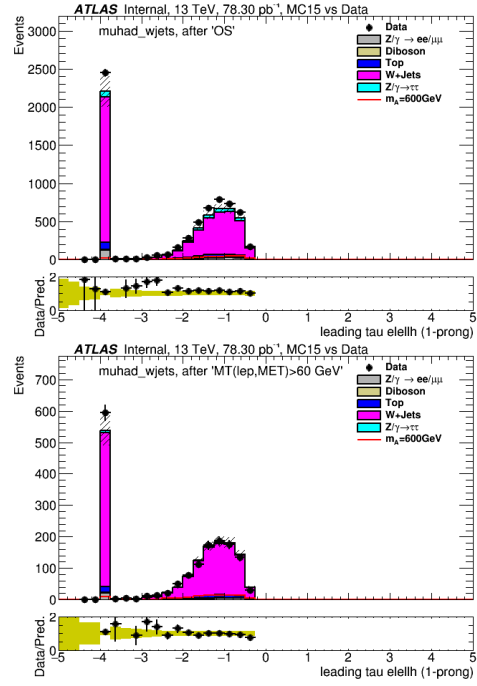 ATLAS Internal, 13 TeV, 78.30 pb⁻¹, MC15 vs Data
Events
muhad_wjets, after 'OS'
Data
Z/γ → ee/μμ
Diboson
Top
W+Jets
Z/γ→ττ
m_A=600GeV
3000
2500
2000
1500
1000
500
0
Data/Pred.
2
1
0
−5 −4 −3 −2 −1 0 1 2 3 4 5
leading tau elellh (1-prong)
ATLAS Internal, 13 TeV, 78.30 pb⁻¹, MC15 vs Data
Events
muhad_wjets, after 'MT(lep,MET)>60 GeV'
Data
Z/γ → ee/μμ
Diboson
Top
W+Jets
Z/γ→ττ
m_A=600GeV
700
600
500
400
300
200
100
0
Data/Pred.
2
1
0
−5 −4 −3 −2 −1 0 1 2 3 4 5
leading tau elellh (1-prong)